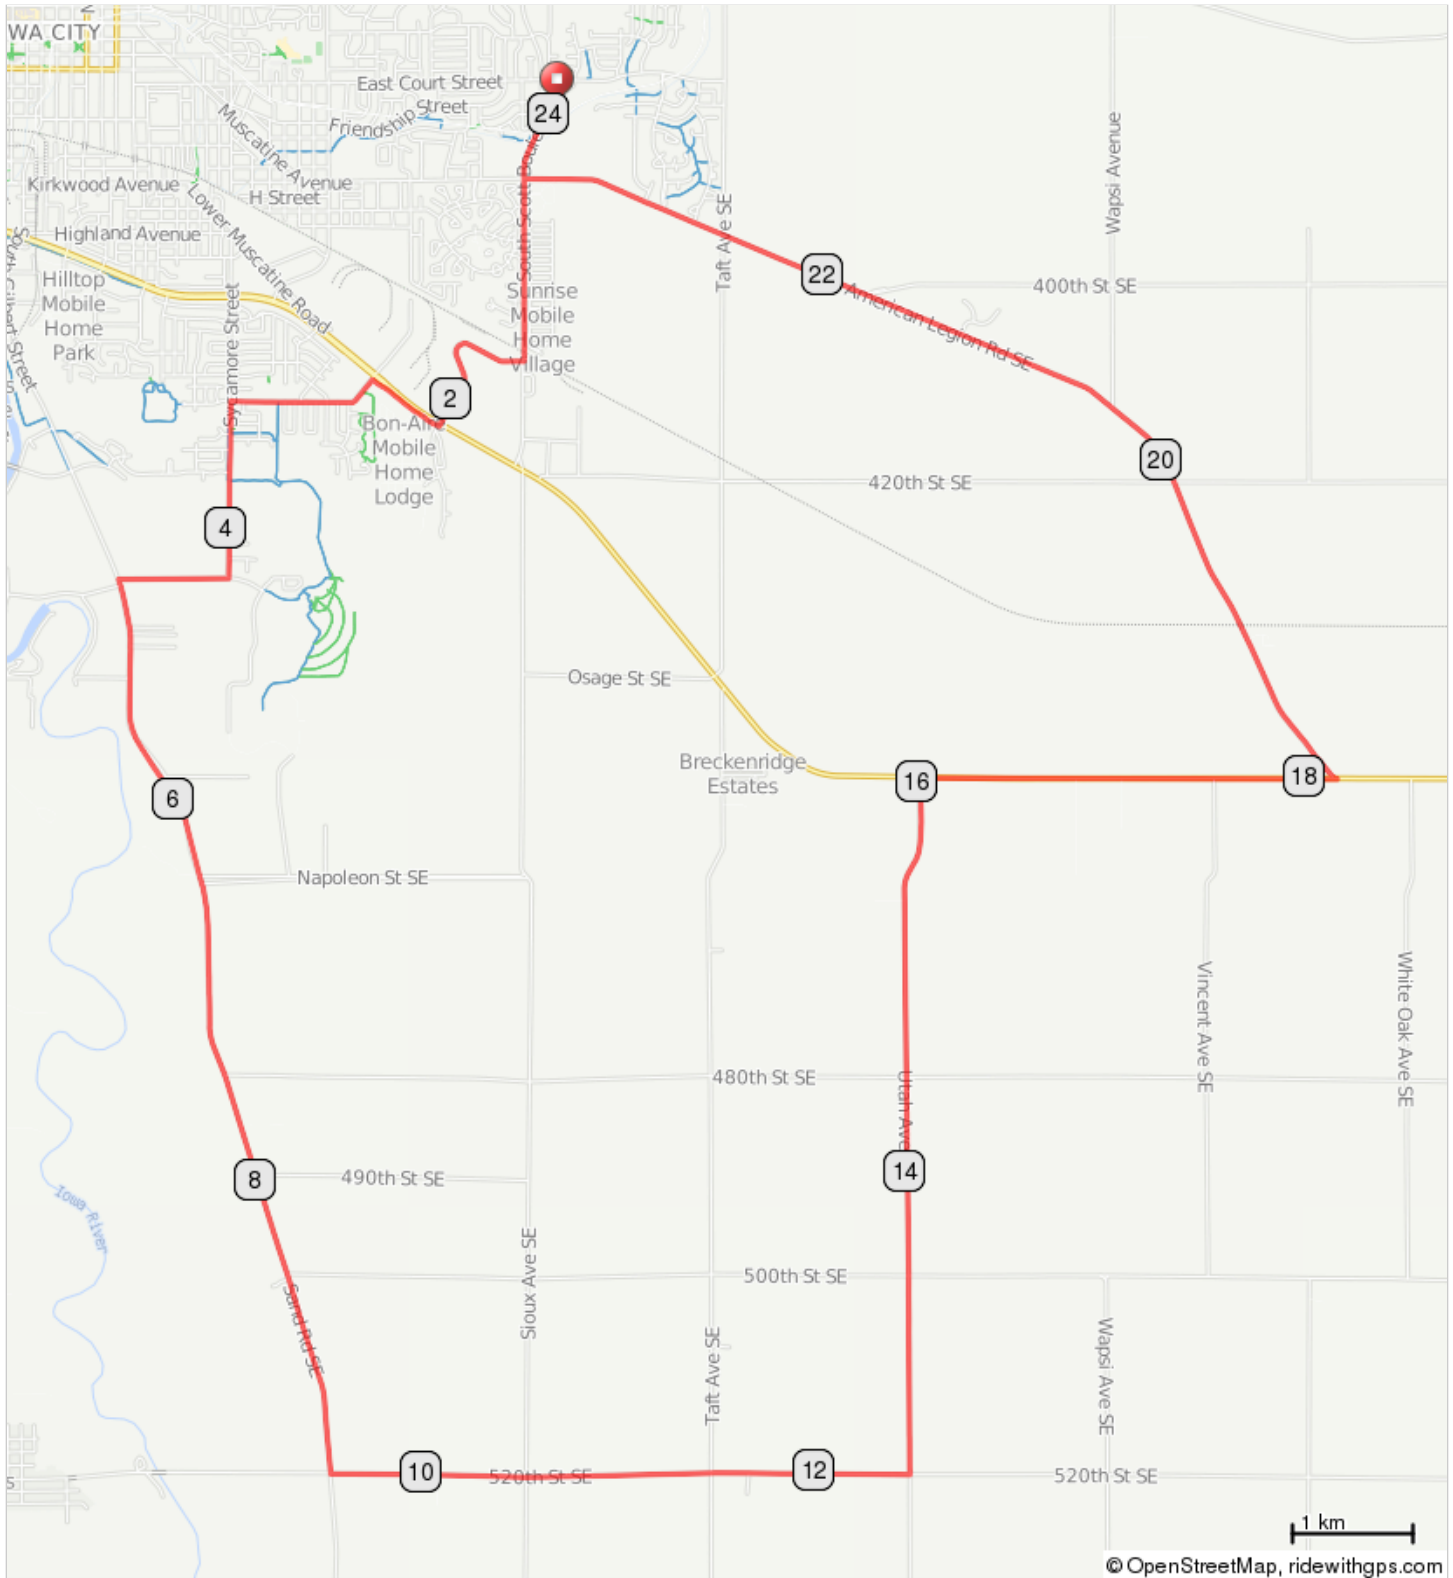 WA CITY
East Court Street
Street
24
Friendship
Muscatine Avenue
Kirkwood Avenue
H Street
Wapsi Avenue
Lower Muscatine Road
Highland Avenue
South Scott Boule
Taft Ave SE
Hilltop
Mobile
Home
Park
Sycamore Street
Sunrise
Mobile
Home
Village
22
American Legion Rd SE
400th St SE
South Gilbert Street
2
Bon-Aire
Mobile
Home
Lodge
20
420th St SE
4
Osage St SE
Breckenridge
Estates
16
18
6
Napoleon St SE
Vincent Ave SE
White Oak Ave SE
480th St SE
Utah Ave
8
490th St SE
14
Iowa River
Sioux Ave SE
500th St SE
Sand Rd SE
Taft Ave SE
Wapsi Ave SE
10
520th St SE
12
520th St SE
s
1 km
© OpenStreetMap, ridewithgps.com